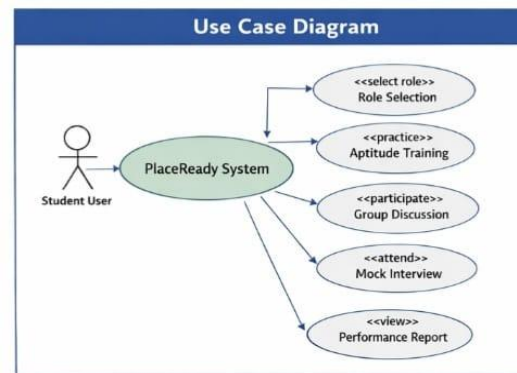 Use Case Diagram
<<select role>>
Role Selection
<<practice>>
Aptitude Training
PlaceReady System
Student User
<<participate>>
Group Discussion
<<attend>>
Mock Interview
<<view>>
Performance Report